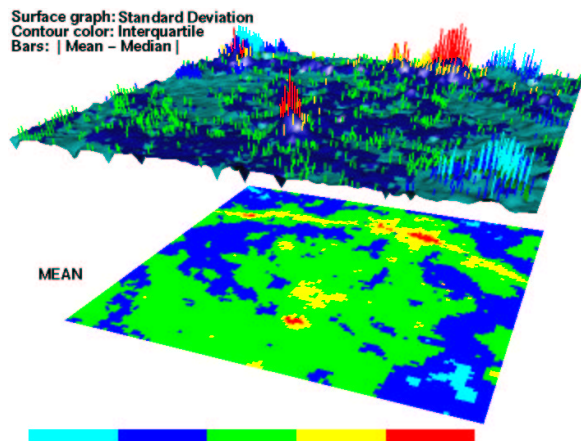 Surface graph: Standard Deviation
Contour color: Interquartile
Bars: | Mean – Median |
MEAN